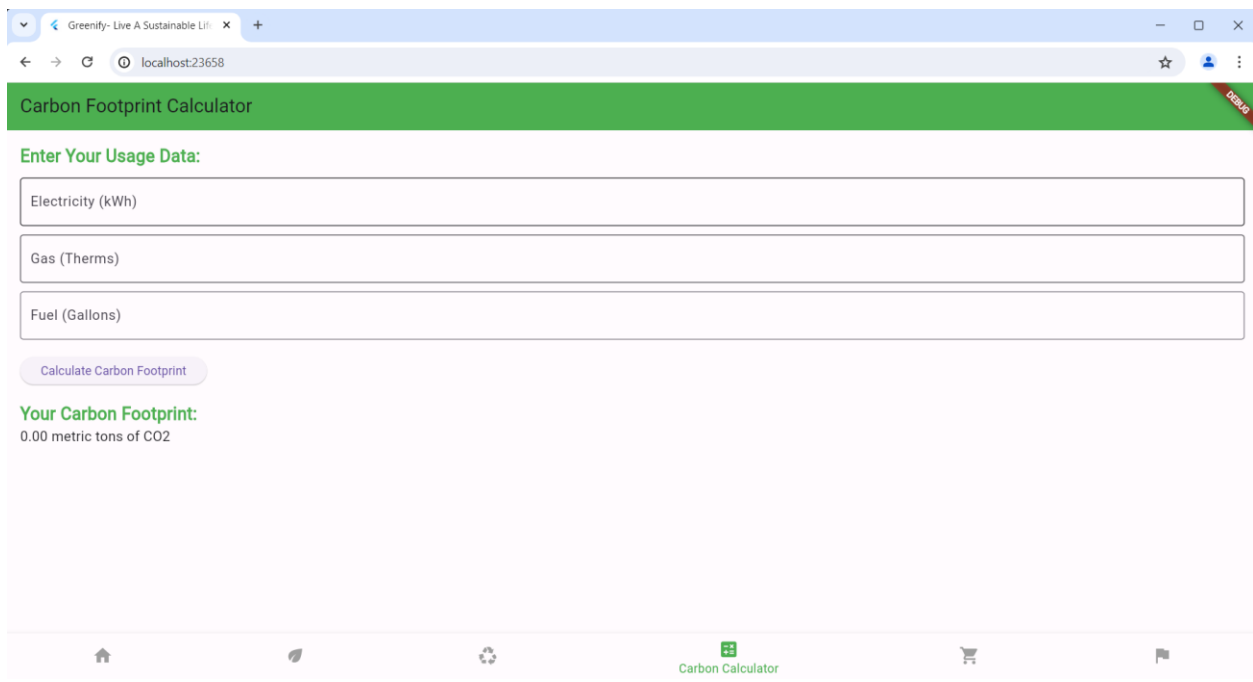 Greenify- Live A Sustainable Lif
localhost:23658
Carbon Footprint Calculator
DEBUG
Enter Your Usage Data:
Electricity (kWh)
Gas (Therms)
Fuel (Gallons)
Calculate Carbon Footprint
Your Carbon Footprint:
0.00 metric tons of CO2
Carbon Calculator